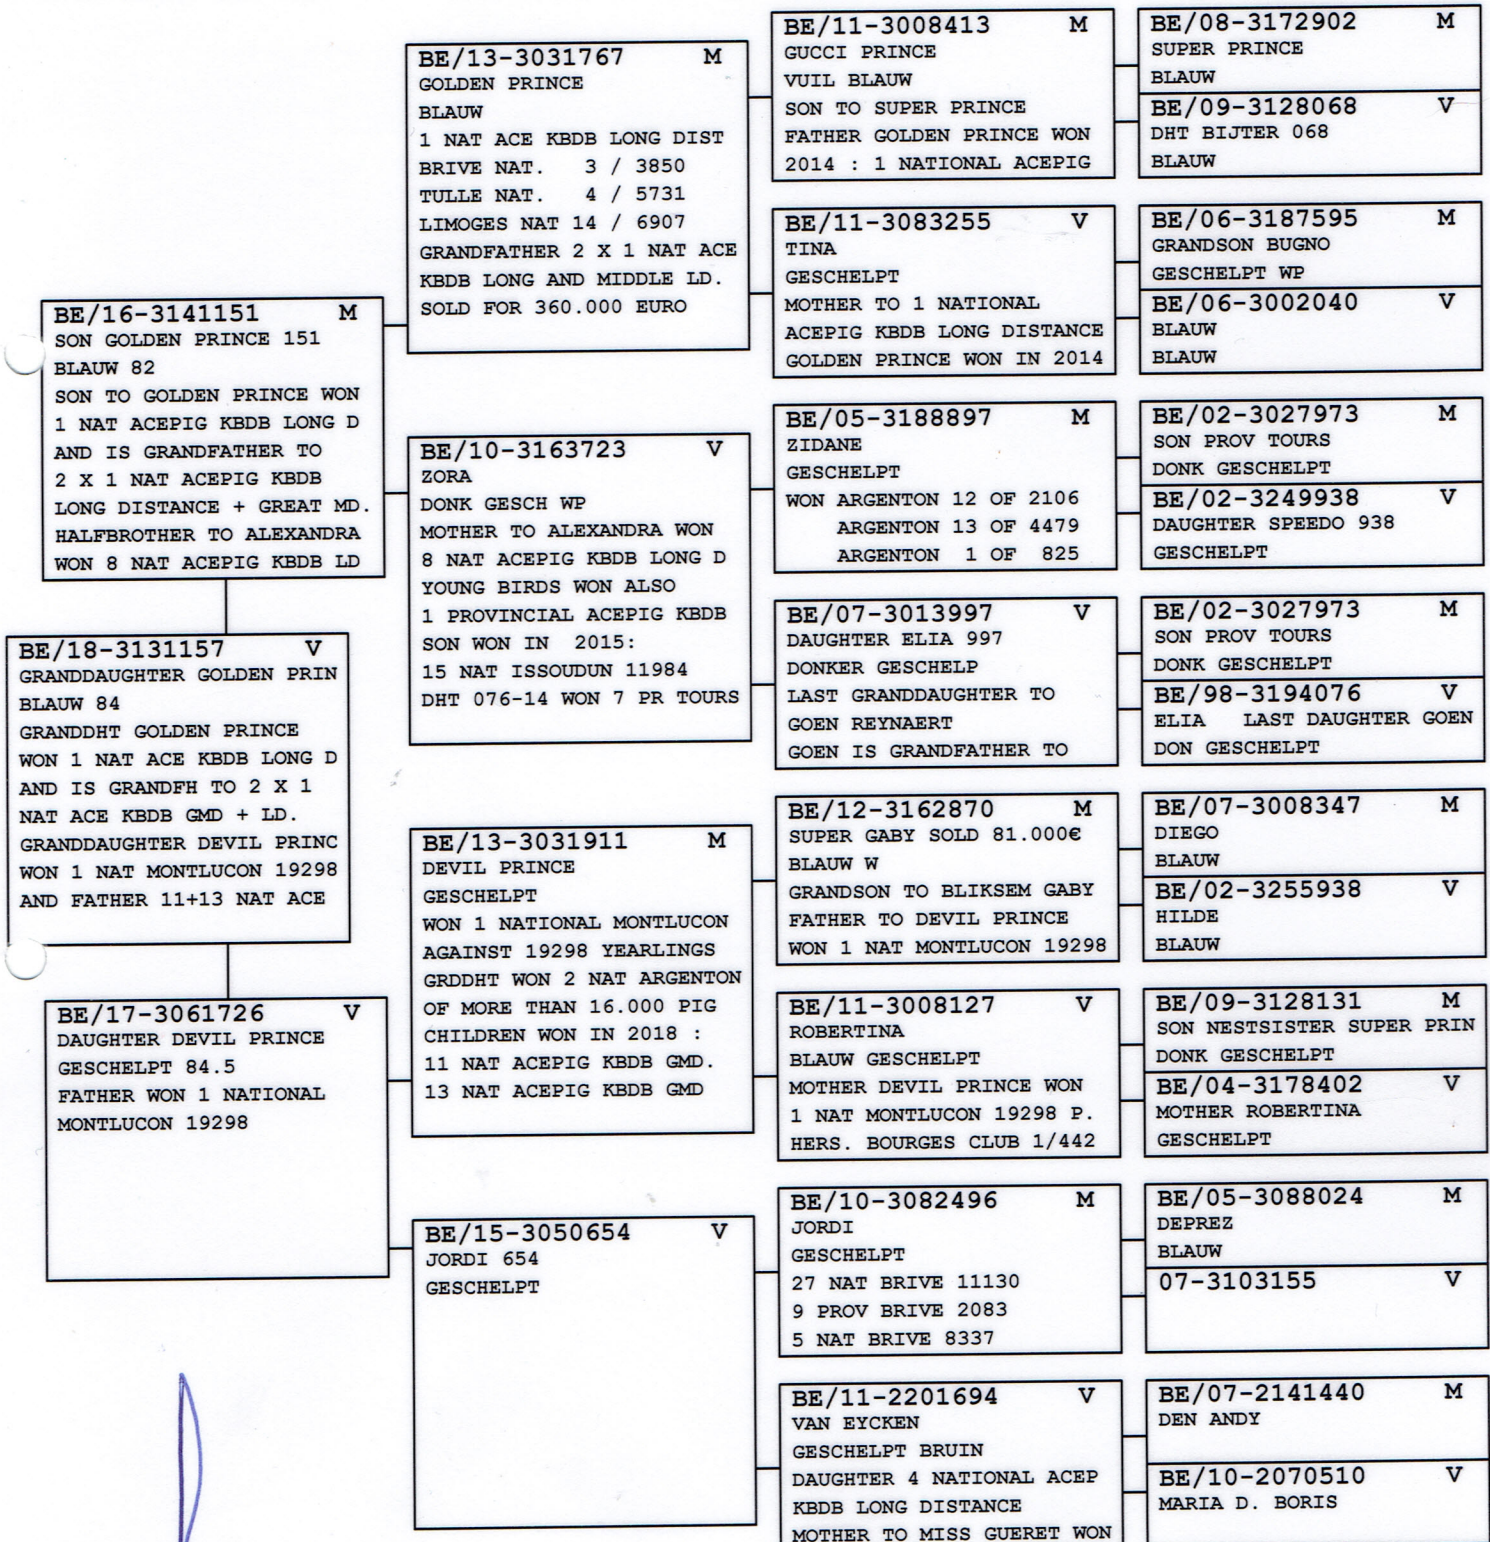 BE/18-3131157 V
GRANDDAUGHTER GOLDEN PRIN
BLAUW 84
GRANDDHT GOLDEN PRINCE
WON 1 NAT ACE KBDB LONG D
AND IS GRANDFH TO 2 X 1
NAT ACE KBDB GMD + LD.
GRANDDAUGHTER DEVIL PRINC
WON 1 NAT MONTLUCON 19298
AND FATHER 11+13 NAT ACE
BE/16-3141151 M
SON GOLDEN PRINCE 151
BLAUW 82
SON TO GOLDEN PRINCE WON
1 NAT ACEPIG KBDB LONG D
AND IS GRANDFATHER TO
2 X 1 NAT ACEPIG KBDB
LONG DISTANCE + GREAT MD.
HALFBROTHER TO ALEXANDRA
WON 8 NAT ACEPIG KBDB LD
BE/17-3061726 V
DAUGHTER DEVIL PRINCE
GESCHELPT 84.5
FATHER WON 1 NATIONAL
MONTLUCON 19298
BE/13-3031767 M
GOLDEN PRINCE
BLAUW
1 NAT ACE KBDB LONG DIST
BRIVE NAT. 3 / 3850
TULLE NAT. 4 / 5731
LIMOGES NAT 14 / 6907
GRANDFATHER 2 X 1 NAT ACE
KBDB LONG AND MIDDLE LD.
SOLD FOR 360.000 EURO
BE/10-3163723 V
ZORA
DONK GESCH WP
MOTHER TO ALEXANDRA WON
8 NAT ACEPIG KBDB LONG D
YOUNG BIRDS WON ALSO
1 PROVINCIAL ACEPIG KBDB
SON WON IN 2015:
15 NAT ISSOUDUN 11984
DHT 076-14 WON 7 PR TOURS
BE/13-3031911 M
DEVIL PRINCE
GESCHELPT
WON 1 NATIONAL MONTLUCON
AGAINST 19298 YEARLINGS
GRDDHT WON 2 NAT ARGENTON
OF MORE THAN 16.000 PIG
CHILDREN WON IN 2018 :
11 NAT ACEPIG KBDB GMD.
13 NAT ACEPIG KBDB GMD
BE/15-3050654 V
JORDI 654
GESCHELPT
BE/11-3008413 M
GUCCI PRINCE
VUIL BLAUW
SON TO SUPER PRINCE
FATHER GOLDEN PRINCE WON
2014 : 1 NATIONAL ACEPIG
BE/11-3083255 V
TINA
GESCHELPT
MOTHER TO 1 NATIONAL
ACEPIG KBDB LONG DISTANCE
GOLDEN PRINCE WON IN 2014
BE/05-3188897 M
ZIDANE
GESCHELPT
WON ARGENTON 12 OF 2106
ARGENTON 13 OF 4479
ARGENTON 1 OF 825
BE/07-3013997 V
DAUGHTER ELIA 997
DONKER GESCHELP
LAST GRANDDAUGHTER TO
GOEN REYNAERT
GOEN IS GRANDFATHER TO
BE/12-3162870 M
SUPER GABY SOLD 81.000€
BLAUW W
GRANDSON TO BLIKSEM GABY
FATHER TO DEVIL PRINCE
WON 1 NAT MONTLUCON 19298
BE/11-3008127 V
ROBERTINA
BLAUW GESCHELPT
MOTHER DEVIL PRINCE WON
1 NAT MONTLUCON 19298 P.
HERS. BOURGES CLUB 1/442
BE/10-3082496 M
JORDI
GESCHELPT
27 NAT BRIVE 11130
9 PROV BRIVE 2083
5 NAT BRIVE 8337
BE/11-2201694 V
VAN EYCKEN
GESCHELPT BRUIN
DAUGHTER 4 NATIONAL ACEP
KBDB LONG DISTANCE
MOTHER TO MISS GUERET WON
BE/08-3172902 M
SUPER PRINCE
BLAUW
BE/09-3128068 V
DHT BIJTER 068
BLAUW
BE/06-3187595 M
GRANDSON BUGNO
GESCHELPT WP
BE/06-3002040 V
BLAUW
BLAUW
BE/02-3027973 M
SON PROV TOURS
DONK GESCHELPT
BE/02-3249938 V
DAUGHTER SPEEDO 938
GESCHELPT
BE/02-3027973 M
SON PROV TOURS
DONK GESCHELPT
BE/98-3194076 V
ELIA LAST DAUGHTER GOEN
DON GESCHELPT
BE/07-3008347 M
DIEGO
BLAUW
BE/02-3255938 V
HILDE
BLAUW
BE/09-3128131 M
SON NESTSISTER SUPER PRIN
DONK GESCHELPT
BE/04-3178402 V
MOTHER ROBERTINA
GESCHELPT
BE/05-3088024 M
DEPREZ
BLAUW
07-3103155 V
BE/07-2141440 M
DEN ANDY
BE/10-2070510 V
MARIA D. BORIS